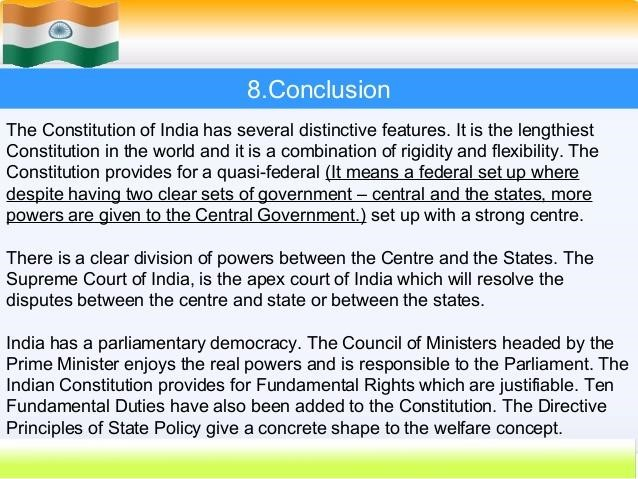 8.Conclusion
The Constitution of India has several distinctive features. It is the lengthiest
Constitution in the world and it is a combination of rigidity and flexibility. The
Constitution provides for a quasi-federal (It means a federal set up where
despite having two clear sets of government – central and the states, more
powers are given to the Central Government.) set up with a strong centre.
There is a clear division of powers between the Centre and the States. The
Supreme Court of India, is the apex court of India which will resolve the
disputes between the centre and state or between the states.
India has a parliamentary democracy. The Council of Ministers headed by the
Prime Minister enjoys the real powers and is responsible to the Parliament. The
Indian Constitution provides for Fundamental Rights which are justifiable. Ten
Fundamental Duties have also been added to the Constitution. The Directive
Principles of State Policy give a concrete shape to the welfare concept.